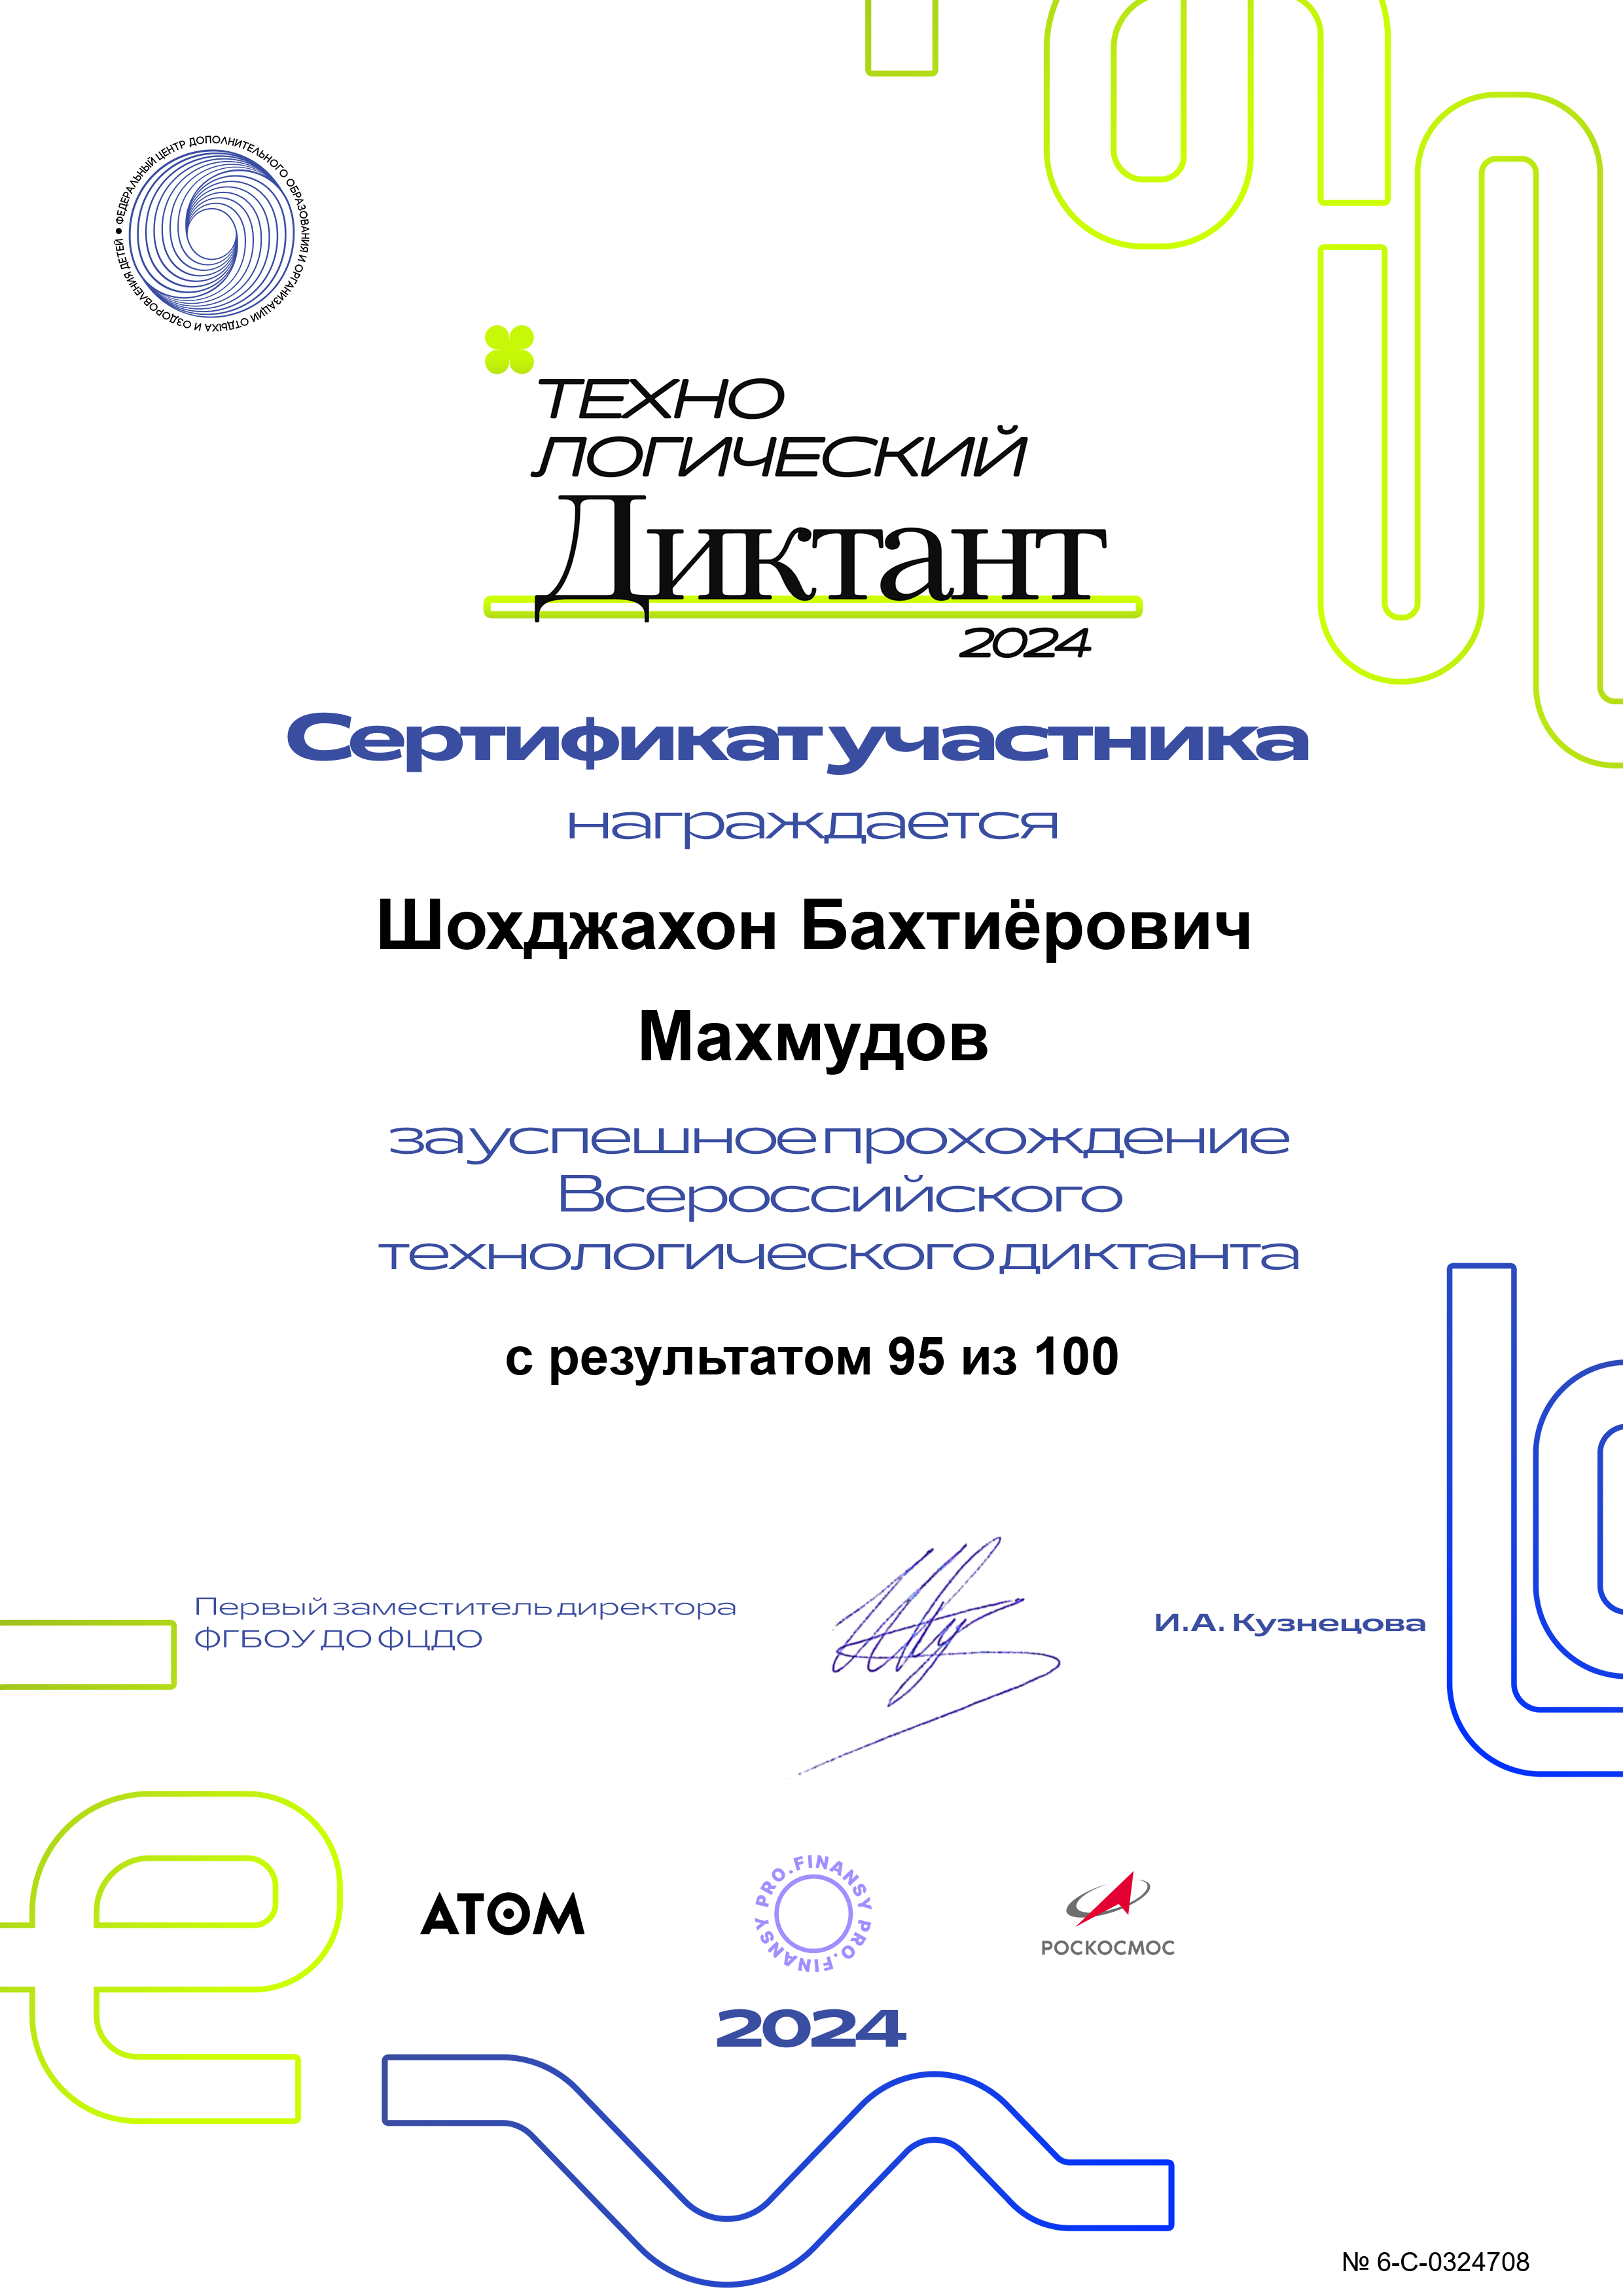 ФЕДЕРАЛЬНЫЙ ЦЕНТР ДОПОЛНИТЕЛЬНОГО ОБРАЗОВАНИЯ И ОРГАНИЗАЦИИ ОТДЫХА И ОЗДОРОВЛЕНИЯ ДЕТЕЙ
ТЕХНО
ЛОГИЧЕСКИЙ
Диктант
2024
Сертификат участника
награждается
Шохджахон Бахтиёрович
Махмудов
за успешное прохождение
Всероссийского
технологического диктанта
с результатом 95 из 100
Первый заместитель директора
ФГБОУ ДО ФЦДО
И.А. Кузнецова
АТОМ
PRO.FINANSY PRO.FINANSY
РОСКОСМОС
2024
№ 6-С-0324708